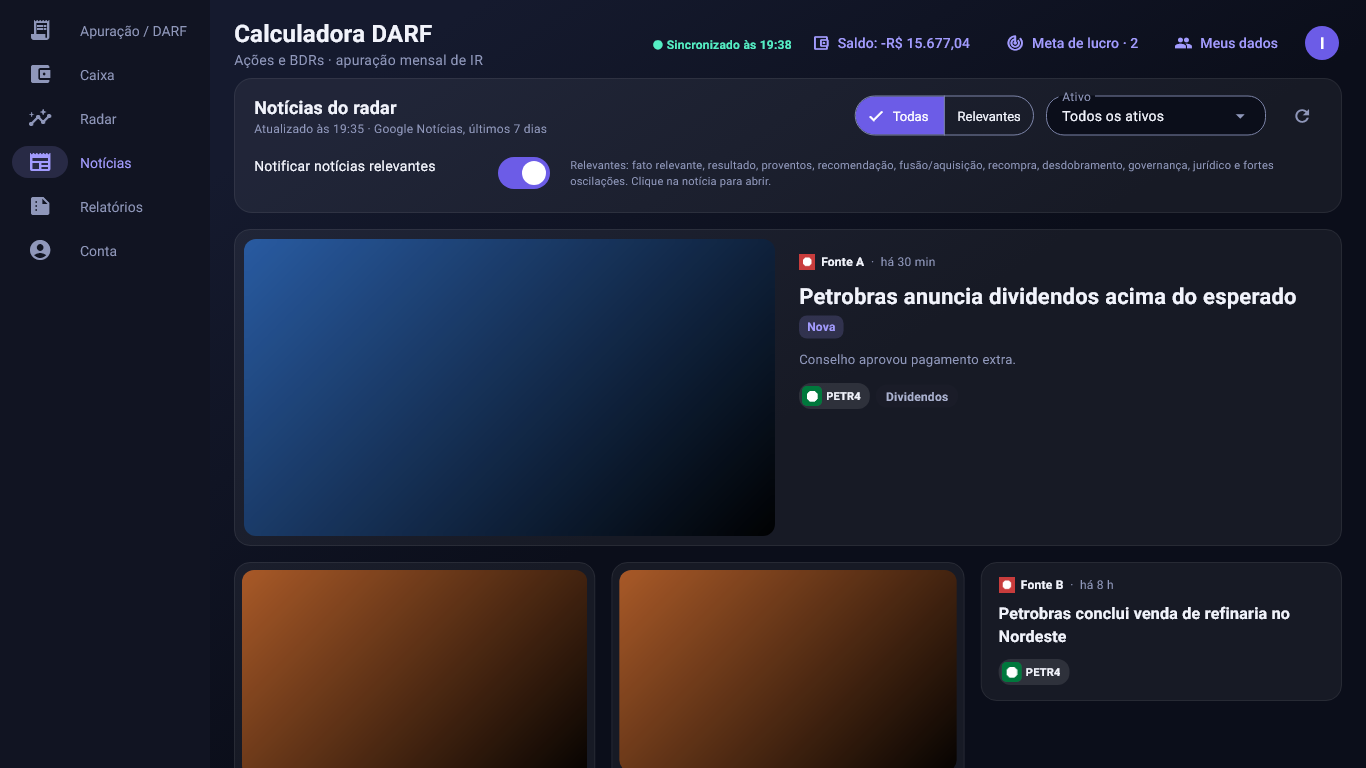 Apuração / DARF
Caixa
Radar
Notícias
Relatórios
Conta
Calculadora DARF
Ações e BDRs · apuração mensal de IR
Sincronizado às 19:38
Saldo: -R$ 15.677,04
Meta de lucro · 2
Meus dados
I
Notícias do radar
Atualizado às 19:35 · Google Notícias, últimos 7 dias
Todas
Relevantes
Ativo
Todos os ativos
Notificar notícias relevantes
Relevantes: fato relevante, resultado, proventos, recomendação, fusão/aquisição, recompra, desdobramento, governança, jurídico e fortes
oscilações. Clique na notícia para abrir.
Fonte A · há 30 min
Petrobras anuncia dividendos acima do esperado
Nova
Conselho aprovou pagamento extra.
PETR4
Dividendos
Fonte B · há 8 h
Petrobras conclui venda de refinaria no
Nordeste
PETR4